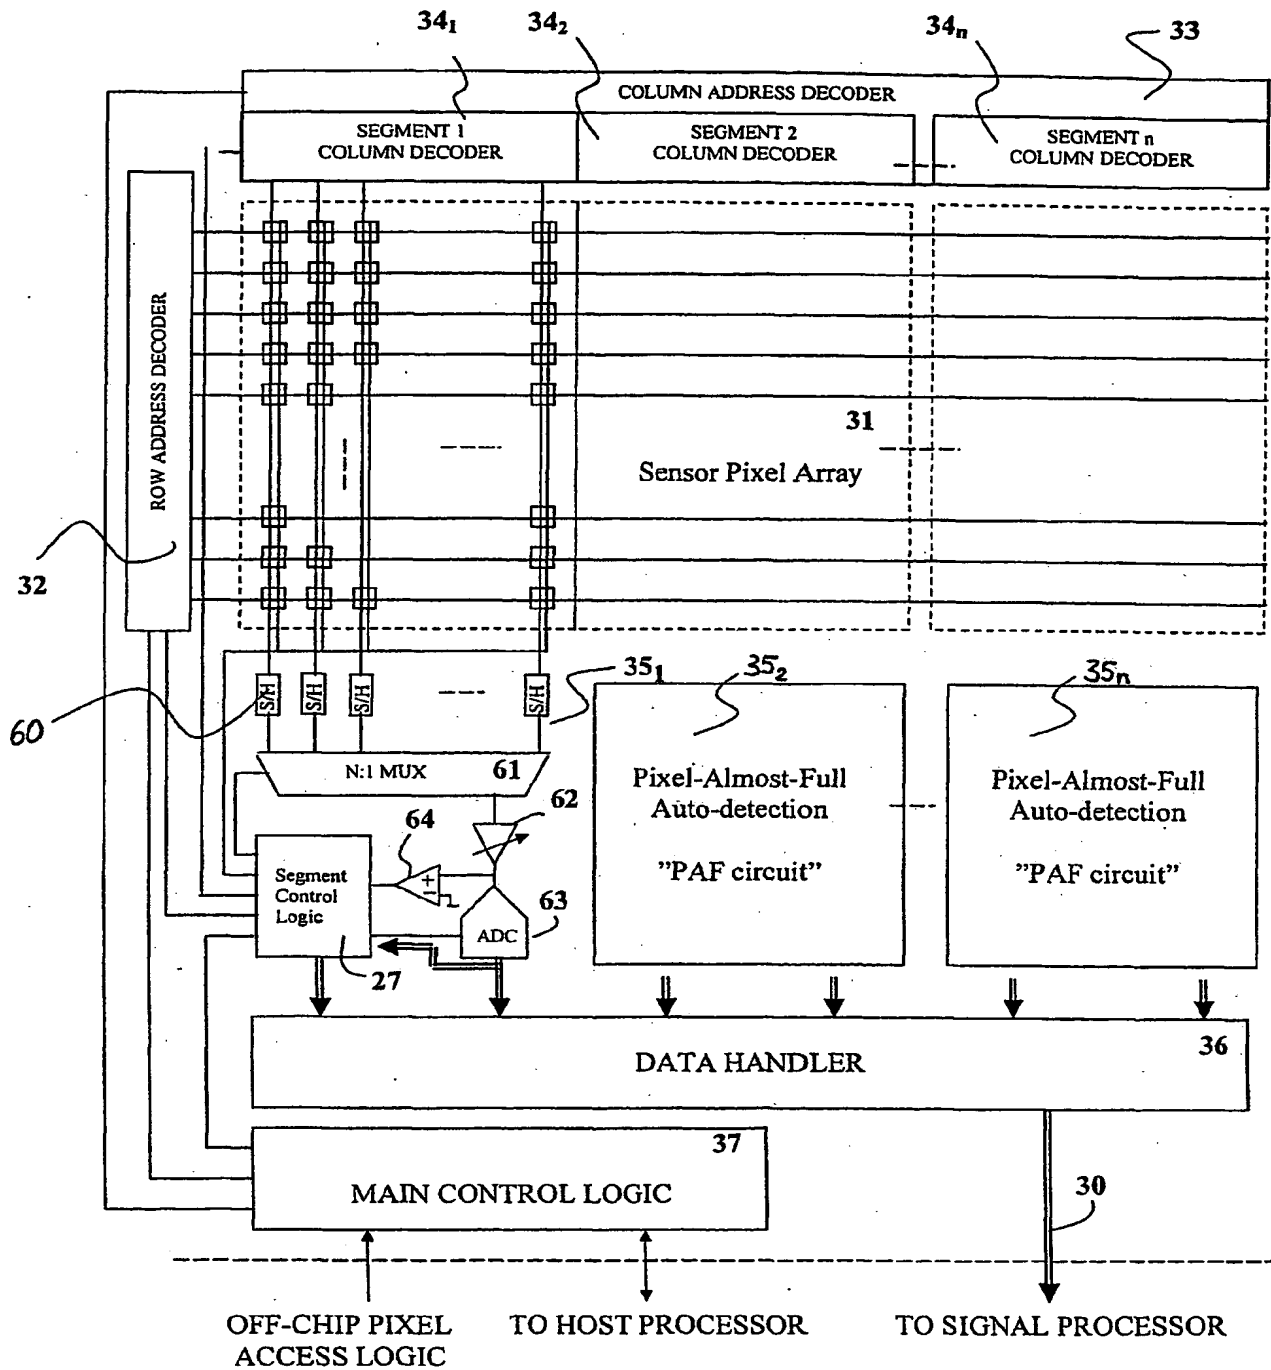 34₁
34₂
34ₙ
33
COLUMN ADDRESS DECODER
SEGMENT 1
COLUMN DECODER
SEGMENT 2
COLUMN DECODER
SEGMENT n
COLUMN DECODER
ROW ADDRESS DECODER
31
Sensor Pixel Array
32
S/H
S/H
S/H
S/H
35₁
35₂
35ₙ
60
N:1 MUX
61
62
64
+
−
Segment
Control
Logic
27
ADC
63
Pixel-Almost-Full
Auto-detection
"PAF circuit"
Pixel-Almost-Full
Auto-detection
"PAF circuit"
DATA HANDLER
36
37
MAIN CONTROL LOGIC
30
OFF-CHIP PIXEL
ACCESS LOGIC
TO HOST PROCESSOR
TO SIGNAL PROCESSOR